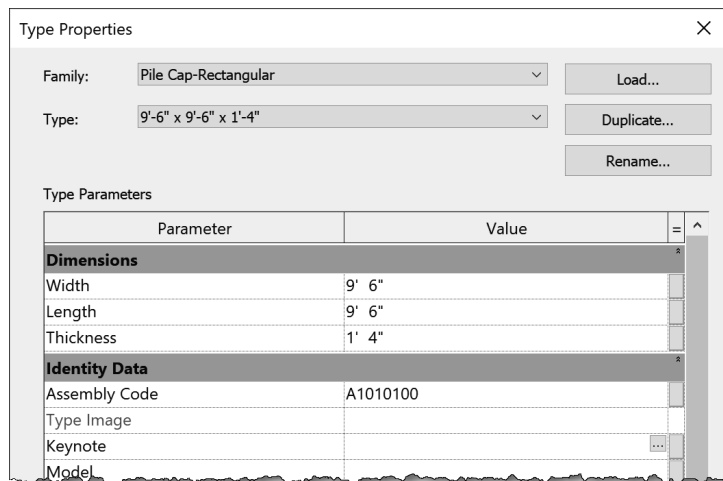 Type Properties
Family: Pile Cap-Rectangular Load...
Type: 9'-6" x 9'-6" x 1'-4" Duplicate...
Rename...
Type Parameters
Parameter Value =
Dimensions
Width 9' 6"
Length 9' 6"
Thickness 1' 4"
Identity Data
Assembly Code A1010100
Type Image
Keynote ...
Model